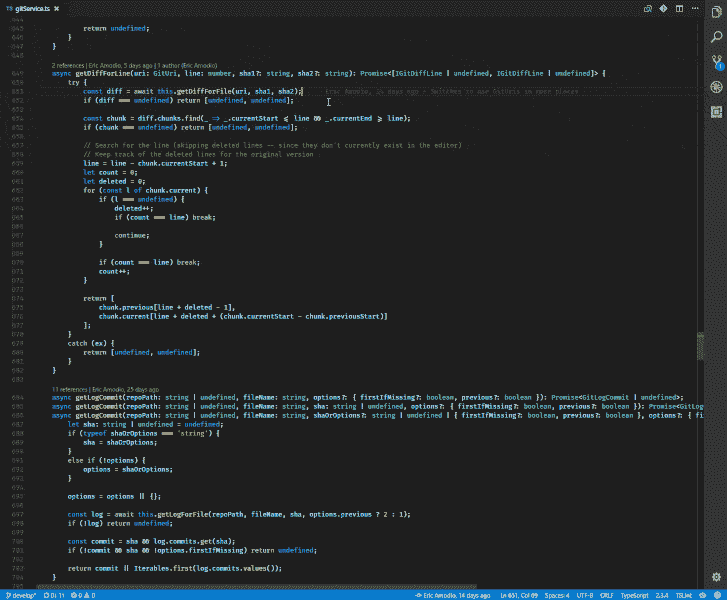 TS gitService.ts ×
645 return undefined;
646 }
647 }
648
2 references | Eric Amodio, 5 days ago | 1 author (Eric Amodio)
649 async getDiffForLine(uri: GitUri, line: number, sha1?: string, sha2?: string): Promise<[IGitDiffLine | undefined, IGitDiffLine | undefined]> {
650 try {
651 const diff = await this.getDiffForFile(uri, sha1, sha2); Eric Amodio, 14 days ago •
652 if (diff === undefined) return [undefined, undefined];
653
654 const chunk = diff.chunks.find(_ => _.currentStart <= line && _.currentEnd >= line);
655 if (chunk === undefined) return [undefined, undefined];
656
657 // Search for the line (skipping deleted lines -- since they don't currently exist in the editor)
658 // Keep track of the deleted lines for the original version
659 line = line - chunk.currentStart + 1;
660 let count = 0;
661 let deleted = 0;
662 for (const l of chunk.current) {
663 if (l === undefined) {
664 deleted++;
665 if (count === line) break;
666
667 continue;
668 }
669
670 if (count === line) break;
671 count++;
672 }
673
674 return [
675 chunk.previous[line + deleted - 1],
676 chunk.current[line + deleted + (chunk.currentStart - chunk.previousStart)]
677 ];
678 }
679 catch (ex) {
680 return [undefined, undefined];
681 }
682 }
683
11 references | Eric Amodio, 25 days ago
684 async getLogCommit(repoPath: string | undefined, fileName: string, options?: { firstIfMissing?: boolean, previous?: boolean }): Promise<GitLogCommit | undefined>;
685 async getLogCommit(repoPath: string | undefined, fileName: string, sha: string | undefined, options?: { firstIfMissing?: boolean, previous?: boolean }): Promise<GitLog
686 async getLogCommit(repoPath: string | undefined, fileName: string, shaOrOptions?: string | undefined | { firstIfMissing?: boolean, previous?: boolean }, options?: { fi
687 let sha: string | undefined = undefined;
688 if (typeof shaOrOptions === 'string') {
689 sha = shaOrOptions;
690 }
691 else if (!options) {
692 options = shaOrOptions;
693 }
694
695 options = options || {};
696
697 const log = await this.getLogForFile(repoPath, fileName, sha, options.previous ? 2 : 1);
698 if (!log) return undefined;
699
700 const commit = sha && log.commits.get(sha);
701 if (!commit && sha && !options.firstIfMissing) return undefined;
702
703 return commit || Iterables.first(log.commits.values());
704 }
develop* 0↓ 1↑ 0 0 Eric Amodio, 14 days ago Ln 651, Col 69 Spaces: 4 UTF-8 CRLF TypeScript 2.3.4 TSLint